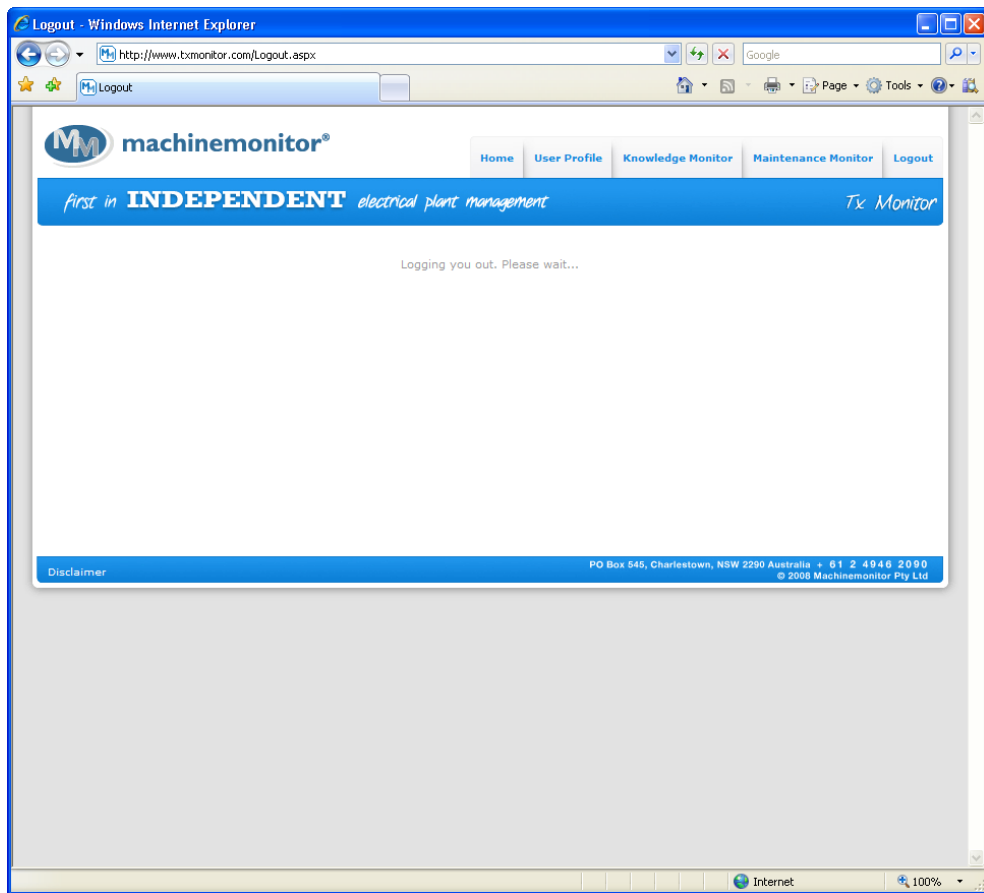 Logout - Windows Internet Explorer
http://www.txmonitor.com/Logout.aspx
Google
Logout
Page
Tools
MM machinemonitor®
Home User Profile Knowledge Monitor Maintenance Monitor Logout
first in INDEPENDENT electrical plant management
Tx Monitor
Logging you out. Please wait...
Disclaimer
PO Box 545, Charlestown, NSW 2290 Australia + 61 2 4946 2090
© 2008 Machinemonitor Pty Ltd
Internet
100%